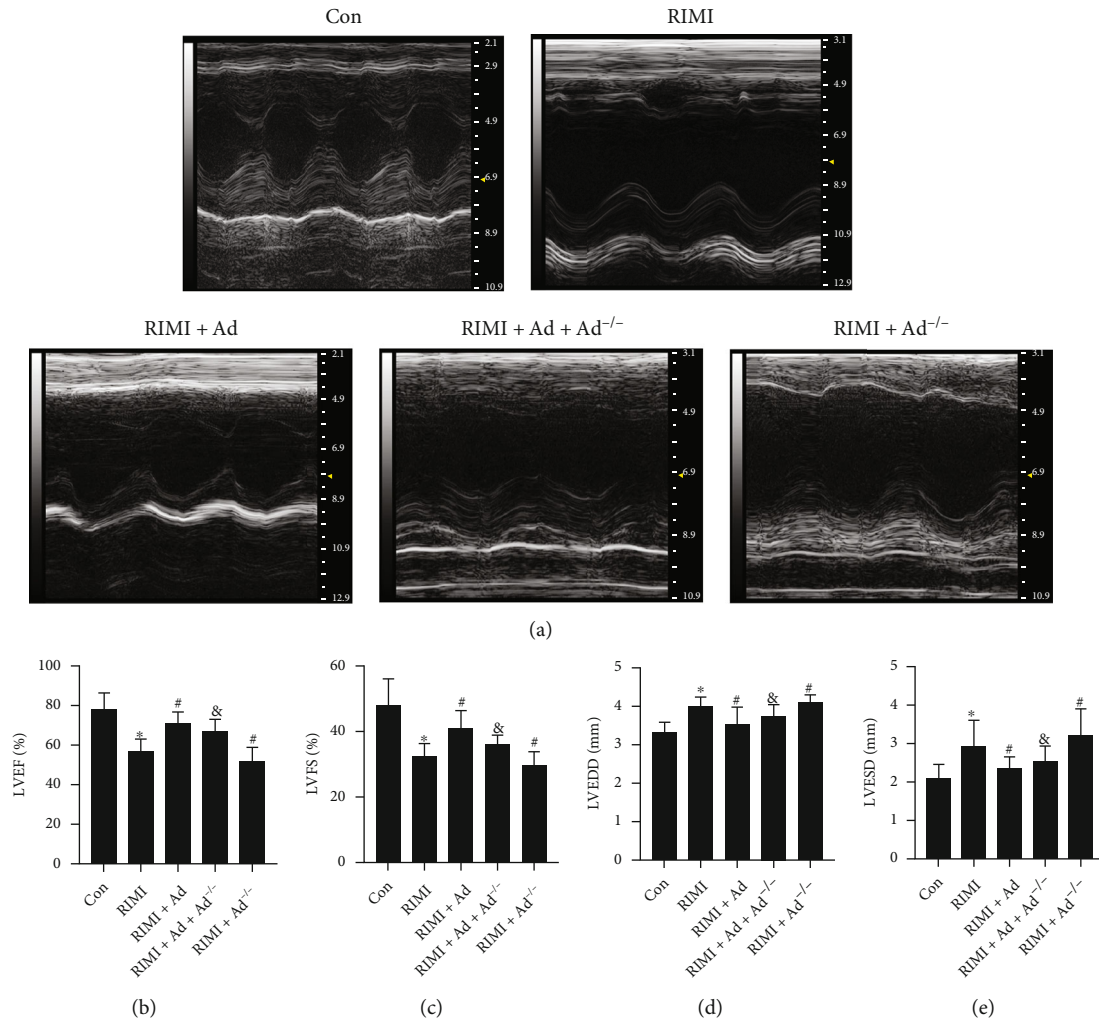 Con
RIMI
2.1
2.9
4.9
6.9
8.9
10.9
3.1
4.9
6.9
8.9
10.9
12.9
RIMI + Ad
RIMI + Ad + Ad⁻/⁻
RIMI + Ad⁻/⁻
2.1
4.9
6.9
8.9
10.9
12.9
3.1
4.9
6.9
8.9
10.9
3.1
4.9
6.9
8.9
10.9
(a)
LVEF (%)
100
80
60
40
20
0
*
#
&
#
Con
RIMI
RIMI + Ad
RIMI + Ad + Ad⁻/⁻
RIMI + Ad⁻/⁻
(b)
LVFS (%)
60
40
20
0
*
#
&
#
Con
RIMI
RIMI + Ad
RIMI + Ad + Ad⁻/⁻
RIMI + Ad⁻/⁻
(c)
LVEDD (mm)
5
4
3
2
1
0
*
#
&
#
Con
RIMI
RIMI + Ad
RIMI + Ad + Ad⁻/⁻
RIMI + Ad⁻/⁻
(d)
LVESD (mm)
5
4
3
2
1
0
*
#
&
#
Con
RIMI
RIMI + Ad
RIMI + Ad + Ad⁻/⁻
RIMI + Ad⁻/⁻
(e)